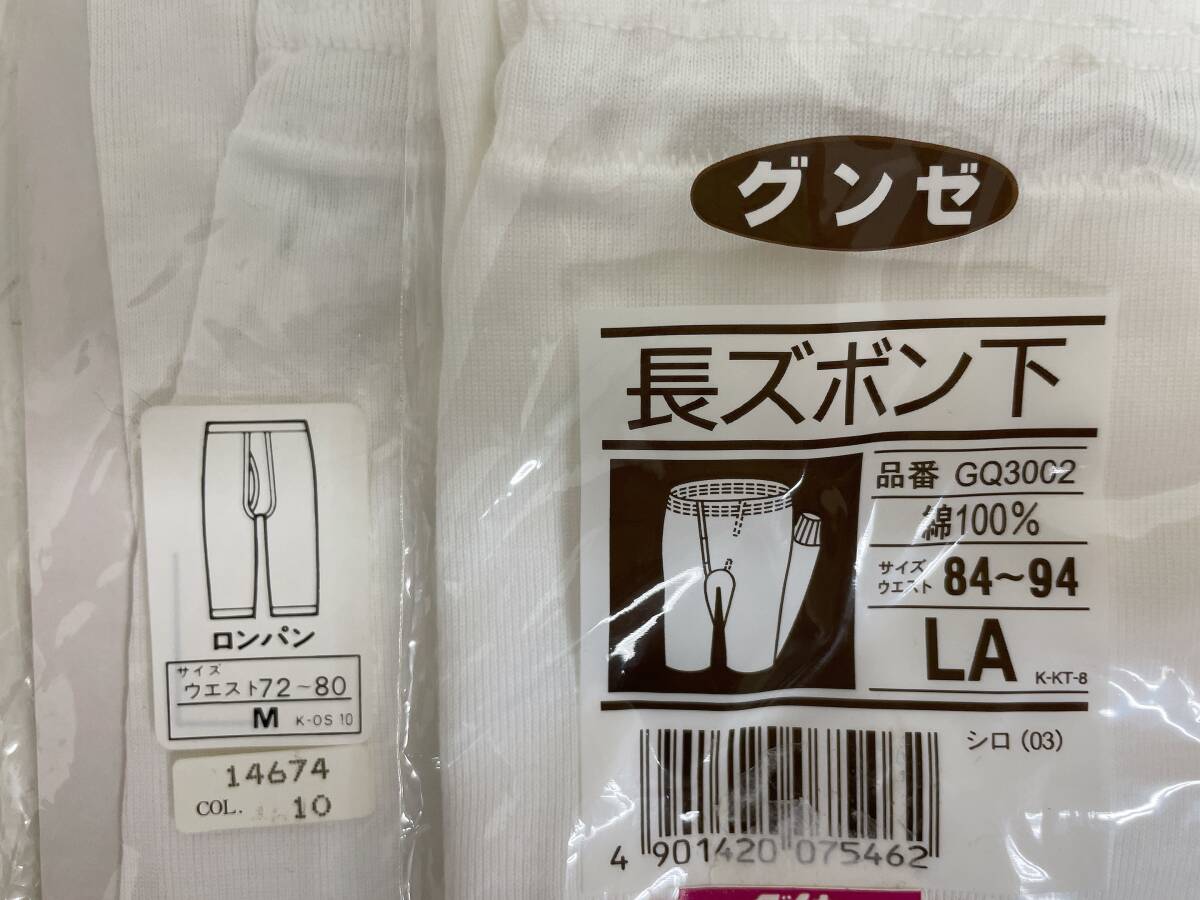 ロンパン
サイズ
ウエスト72~80
M K-OS 10
14674
COL. 10
グンゼ
長ズボン下
品番 GQ3002
綿100%
サイズ
ウエスト 84~94
LA K-KT-8
シロ (03)
4 901420 075462